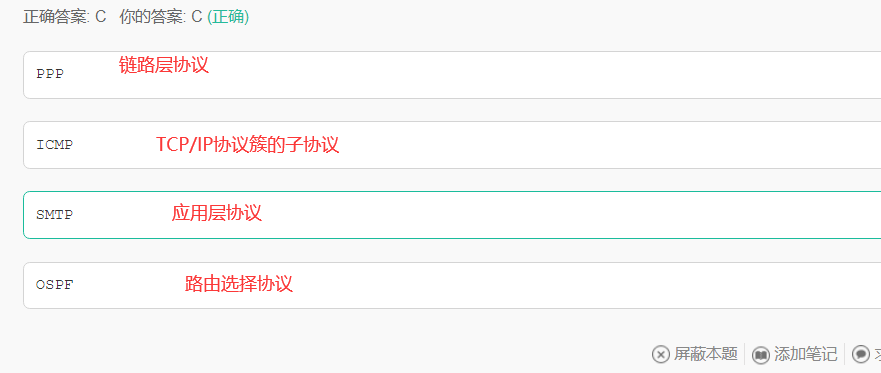 正确答案: C 你的答案: C (正确)
PPP 链路层协议
ICMP TCP/IP协议簇的子协议
SMTP 应用层协议
OSPF 路由选择协议
屏蔽本题 添加笔记